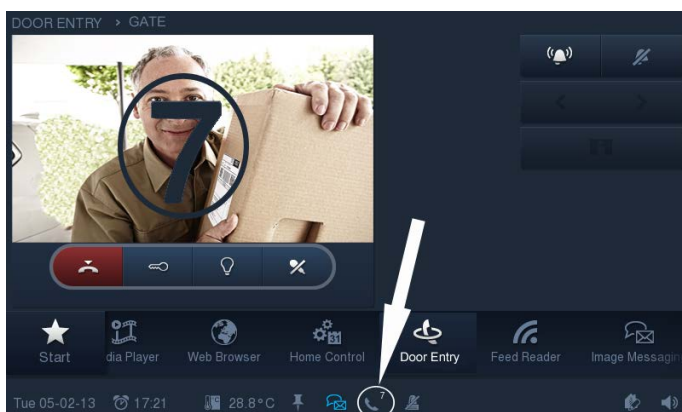 DOOR ENTRY › GATE
7
31
Start
dia Player
Web Browser
Home Control
Door Entry
Feed Reader
Image Messagin
Tue 05-02-13
17:21
28.8°C
7